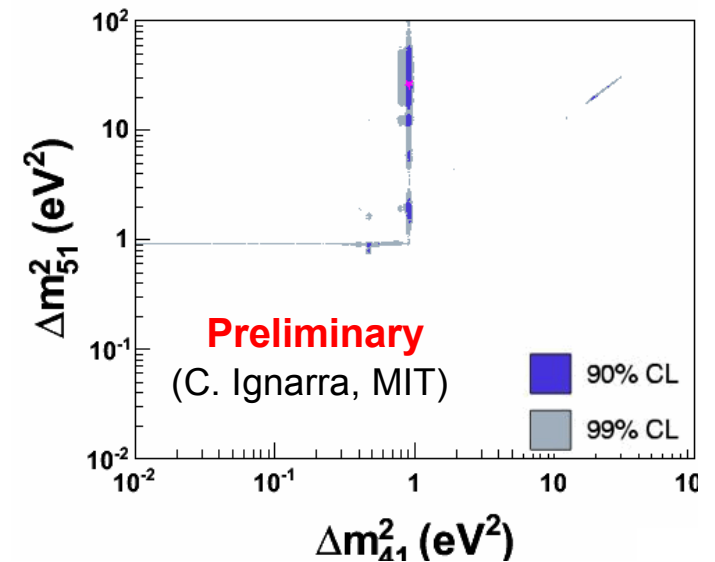 10²
10
1
10⁻¹
10⁻²
Δm²₅₁ (eV²)
Preliminary
(C. Ignarra, MIT)
90% CL
99% CL
10⁻² 10⁻¹ 1 10 10
Δm²₄₁ (eV²)